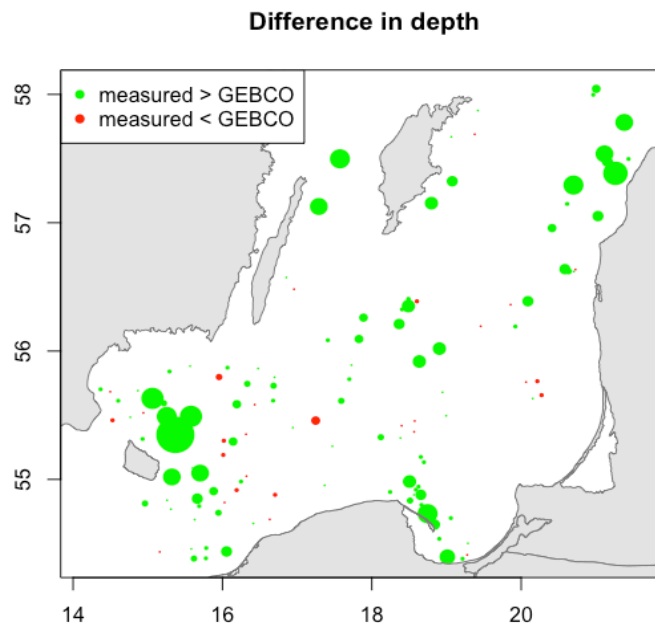 Difference in depth
measured > GEBCO
measured < GEBCO
58
57
56
55
14 16 18 20